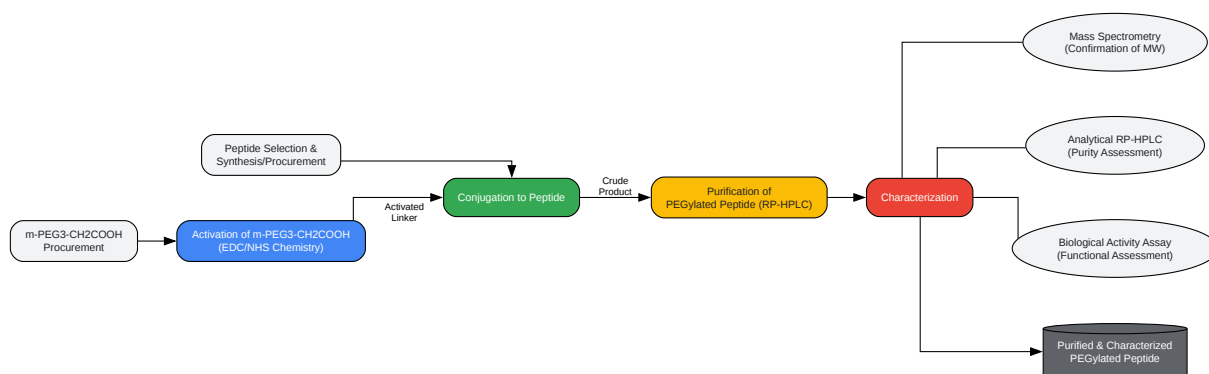 Mass Spectrometry
(Confirmation of MW)
Peptide Selection &
Synthesis/Procurement
Analytical RP-HPLC
(Purity Assessment)
Conjugation to Peptide
Crude
Product
Purification of
PEGylated Peptide (RP-HPLC)
Characterization
Activated
Linker
m-PEG3-CH2COOH
Procurement
Activation of m-PEG3-CH2COOH
(EDC/NHS Chemistry)
Biological Activity Assay
(Functional Assessment)
Purified & Characterized
PEGylated Peptide